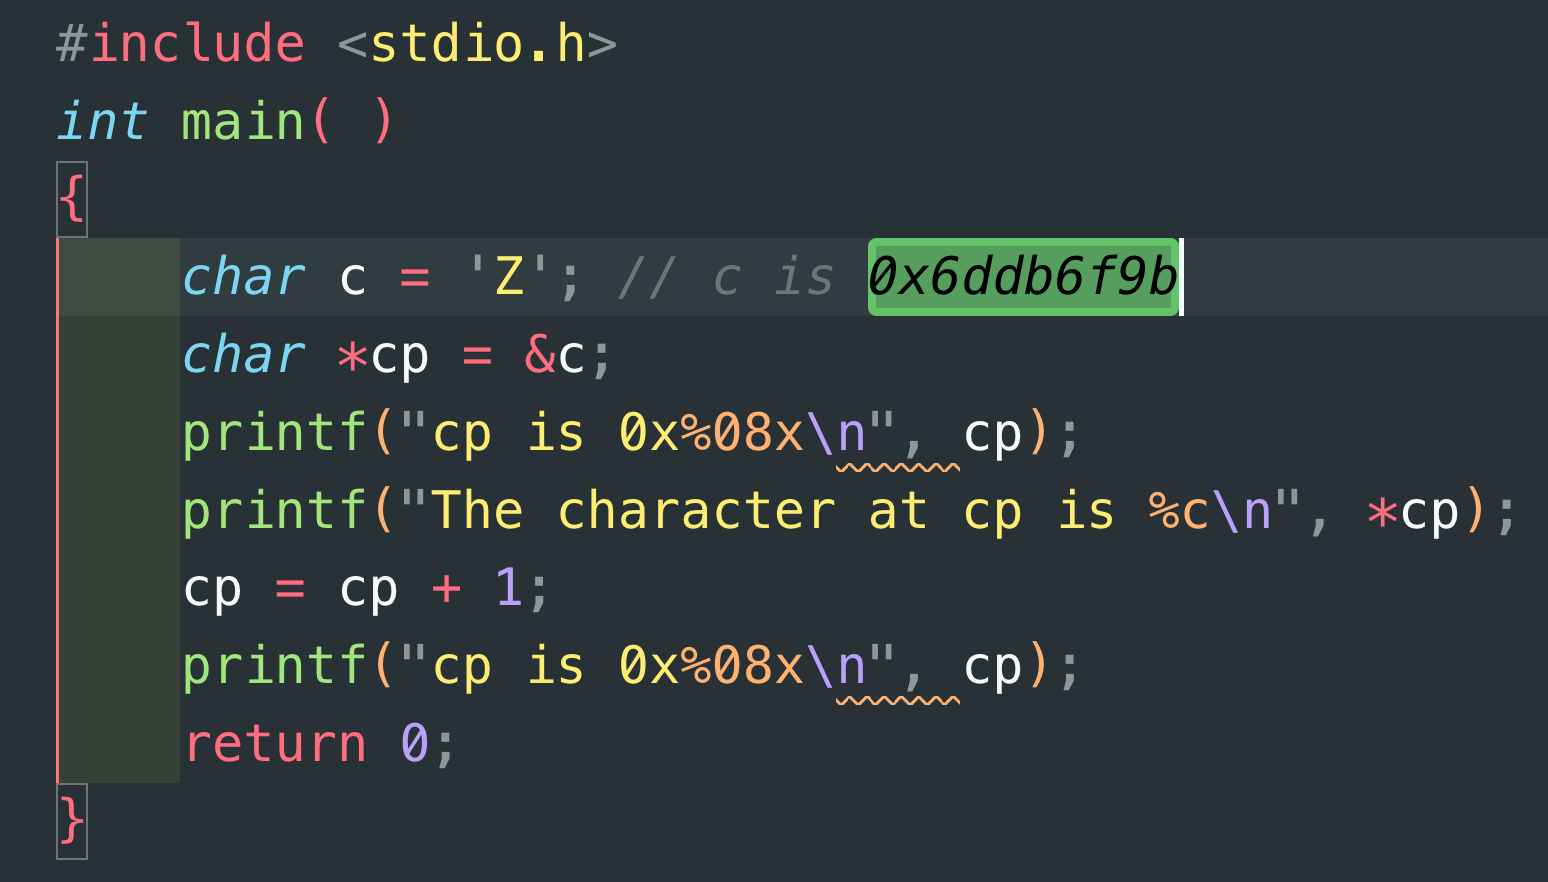 #include <stdio.h>
int main( )
{
    char c = 'Z'; // c is 0x6ddb6f9b
    char *cp = &c;
    printf("cp is 0x%08x\n", cp);
    printf("The character at cp is %c\n", *cp);
    cp = cp + 1;
    printf("cp is 0x%08x\n", cp);
    return 0;
}